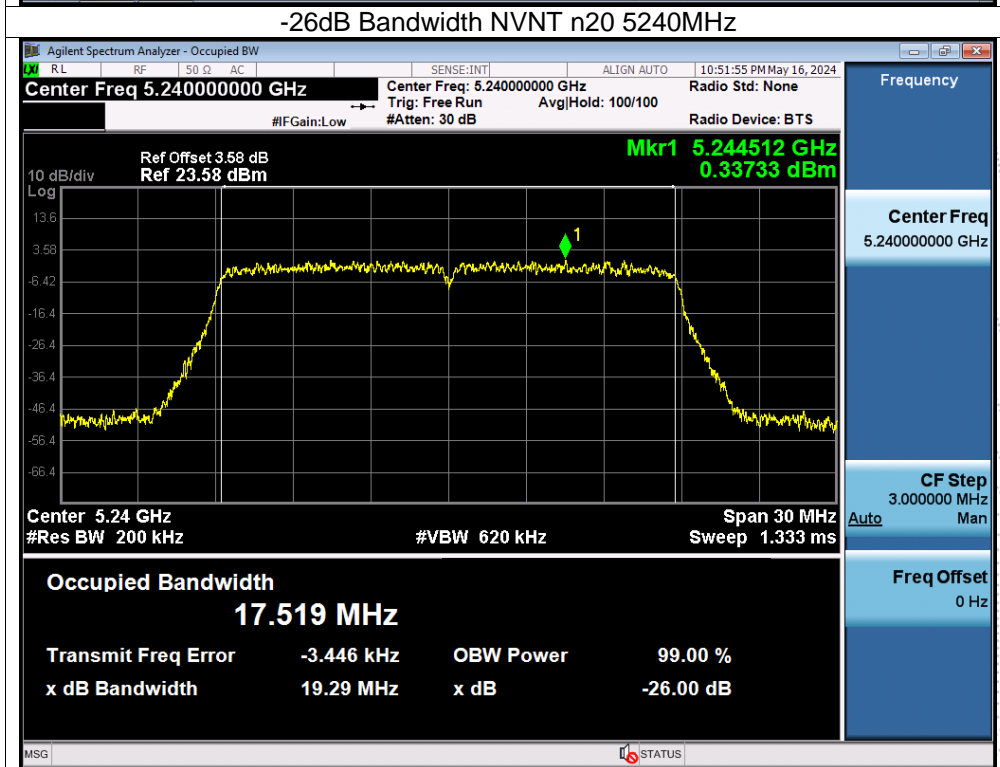 -26dB Bandwidth NVNT n20 5240MHz
Agilent Spectrum Analyzer - Occupied BW
LXI RL RF 50 Ω AC SENSE:INT ALIGN AUTO 10:51:55 PM May 16, 2024
Center Freq 5.240000000 GHz
Center Freq: 5.240000000 GHz Radio Std: None
Trig: Free Run Avg|Hold: 100/100
#IFGain:Low #Atten: 30 dB Radio Device: BTS
Frequency
Mkr1 5.244512 GHz
0.33733 dBm
Ref Offset 3.58 dB
10 dB/div Ref 23.58 dBm
Log
13.6
3.58
-6.42
-16.4
-26.4
-36.4
-46.4
-56.4
-66.4
1
Center Freq
5.240000000 GHz
Center 5.24 GHz Span 30 MHz
#Res BW 200 kHz #VBW 620 kHz Sweep 1.333 ms
CF Step
3.000000 MHz
Auto Man
Freq Offset
0 Hz
Occupied Bandwidth
17.519 MHz
Transmit Freq Error -3.446 kHz OBW Power 99.00 %
x dB Bandwidth 19.29 MHz x dB -26.00 dB
MSG STATUS